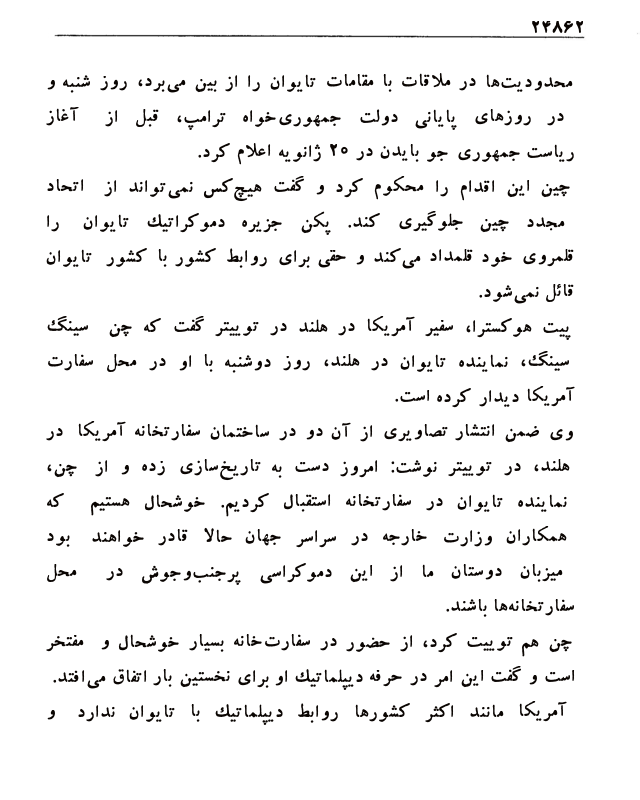 ۲۴۸۶۲
محدودیت‌ها در ملاقات با مقامات تایوان را از بین می‌برد، روز شنبه و
در روزهای پایانی دولت جمهوری‌خواه ترامپ، قبل از آغاز
ریاست جمهوری جو بایدن در ۲۰ ژانویه اعلام کرد.
چین این اقدام را محکوم کرد و گفت هیچ‌کس نمی‌تواند از اتحاد
مجدد چین جلوگیری کند. پکن جزیره دموکراتیك تایوان را
قلمروی خود قلمداد می‌کند و حقی برای روابط کشور با کشور تایوان
قائل نمی‌شود.
پیت هوکسترا، سفیر آمریکا در هلند در توییتر گفت که چن سینگ
سینگ، نماینده تایوان در هلند، روز دوشنبه با او در محل سفارت
آمریکا دیدار کرده است.
وی ضمن انتشار تصاویری از آن دو در ساختمان سفارتخانه آمریکا در
هلند، در توییتر نوشت: امروز دست به تاریخ‌سازی زده و از چن،
نماینده تایوان در سفارتخانه استقبال کردیم. خوشحال هستیم که
همکاران وزارت خارجه در سراسر جهان حالا قادر خواهند بود
میزبان دوستان ما از این دموکراسی پرجنب‌وجوش در محل
سفارتخانه‌ها باشند.
چن هم توییت کرد، از حضور در سفارت‌خانه بسیار خوشحال و مفتخر
است و گفت این امر در حرفه دیپلماتیك او برای نخستین بار اتفاق می‌افتد.
آمریکا مانند اکثر کشورها روابط دیپلماتیك با تایوان ندارد و